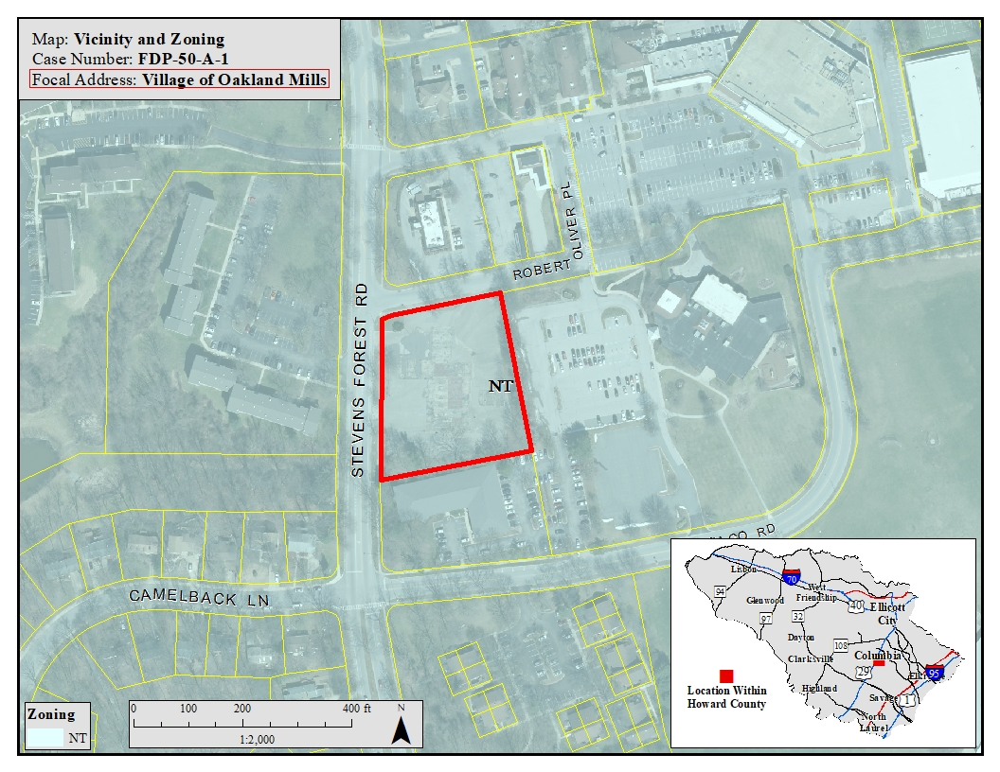 Map: Vicinity and Zoning
Case Number: FDP-50-A-1
Focal Address: Village of Oakland Mills
ROBERT OLIVER PL
STEVENS FOREST RD
NT
RD
CAMELBACK LN
Zoning
NT
0 100 200 400 ft
1:2,000
N
Location Within
Howard County
Lisbon
70
94
West
Friendship
Glenwood
40
Ellicott
City
97
32
Dayton
108
Clarksville
Columbia
29
95
Highland
Savage
1
North
Laurel